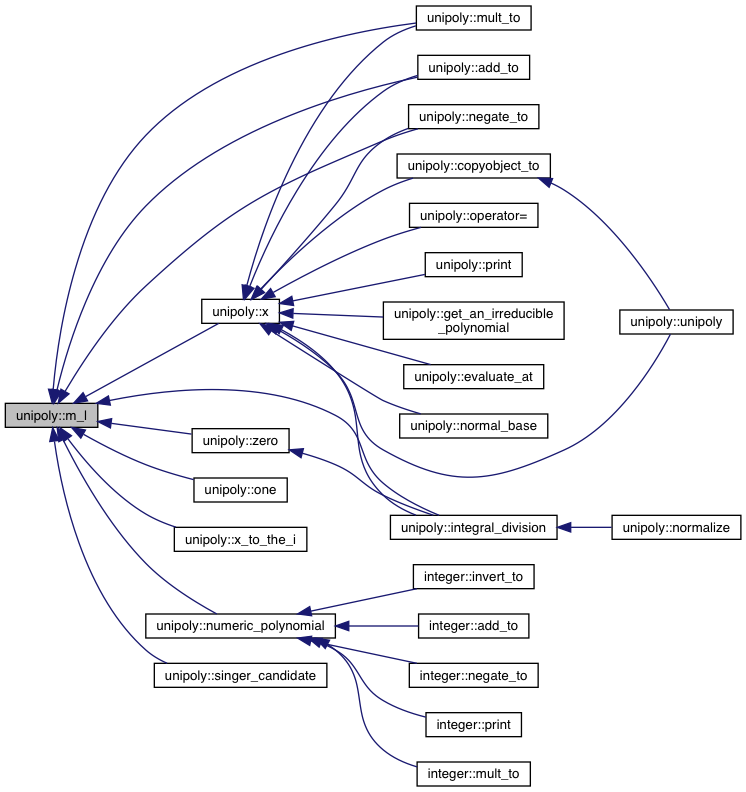 unipoly::mult_to
unipoly::add_to
unipoly::negate_to
unipoly::copyobject_to
unipoly::operator=
unipoly::print
unipoly::x
unipoly::get_an_irreducible
_polynomial
unipoly::unipoly
unipoly::evaluate_at
unipoly::m_l
unipoly::normal_base
unipoly::zero
unipoly::one
unipoly::integral_division
unipoly::normalize
unipoly::x_to_the_i
integer::invert_to
unipoly::numeric_polynomial
integer::add_to
unipoly::singer_candidate
integer::negate_to
integer::print
integer::mult_to